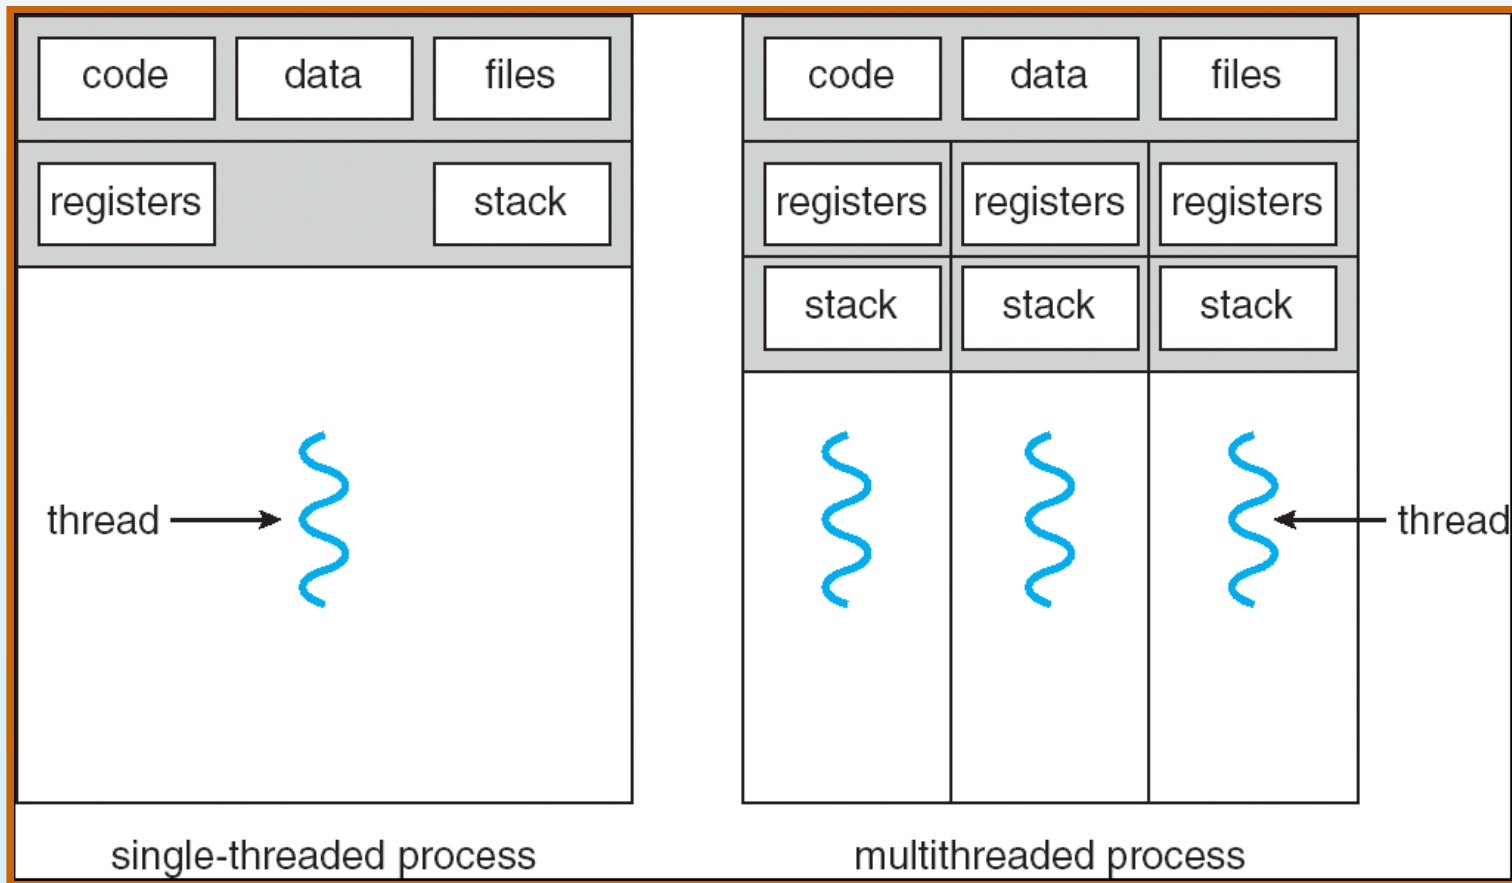 code data files
registers stack
thread
single-threaded process
code data files
registers registers registers
stack stack stack
thread
multithreaded process